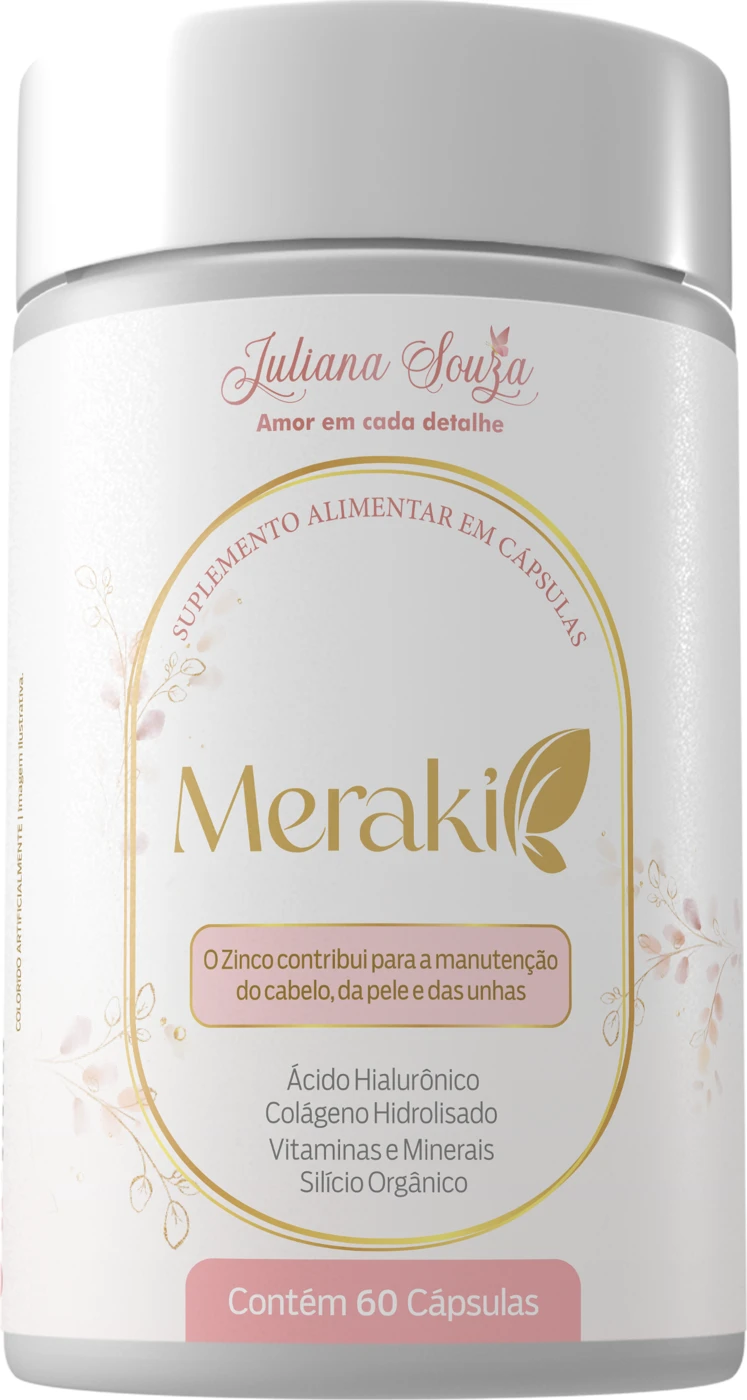 Juliana Souza
Amor em cada detalhe
SUPLEMENTO ALIMENTAR EM CÁPSULAS
Meraki
O Zinco contribui para a manutenção
do cabelo, da pele e das unhas
Ácido Hialurônico
Colágeno Hidrolisado
Vitaminas e Minerais
Silício Orgânico
Contém 60 Cápsulas
COLORIDO ARTIFICIALMENTE | Imagem Ilustrativa.